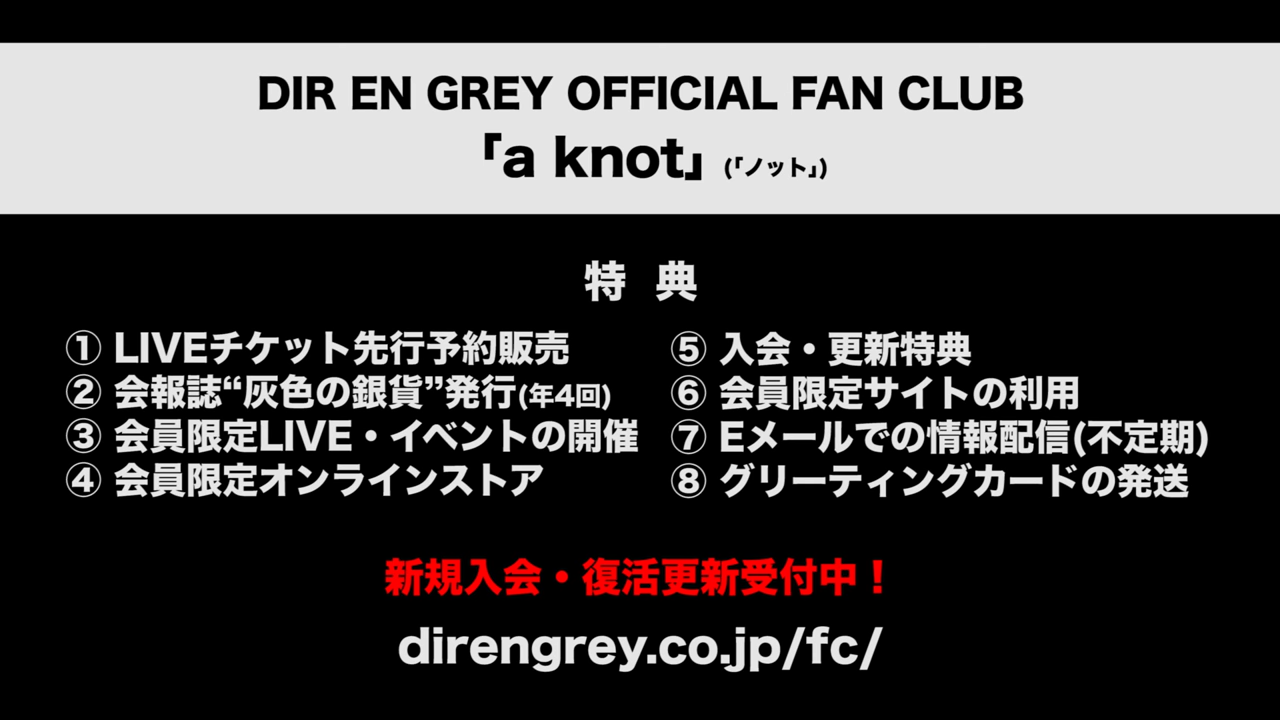 DIR EN GREY OFFICIAL FAN CLUB
「a knot」(「ノット」)
特 典
① LIVEチケット先行予約販売
② 会報誌“灰色の銀貨”発行(年4回)
③ 会員限定LIVE・イベントの開催
④ 会員限定オンラインストア
⑤ 入会・更新特典
⑥ 会員限定サイトの利用
⑦ Eメールでの情報配信(不定期)
⑧ グリーティングカードの発送
新規入会・復活更新受付中！
direngrey.co.jp/fc/